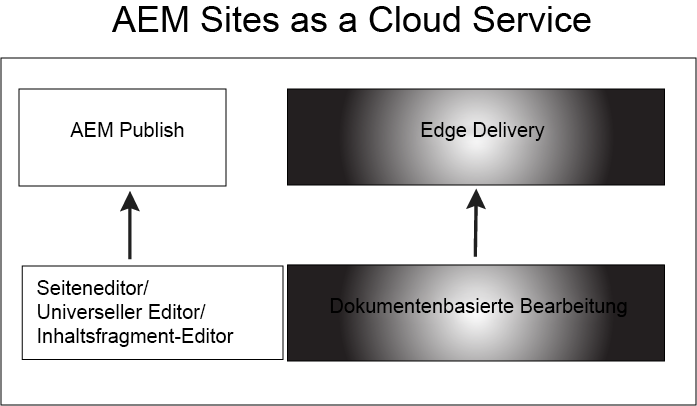 AEM Sites as a Cloud Service
AEM Publish
Edge Delivery
Seiteneditor/
Universeller Editor/
Inhaltsfragment-Editor
Dokumentenbasierte Bearbeitung